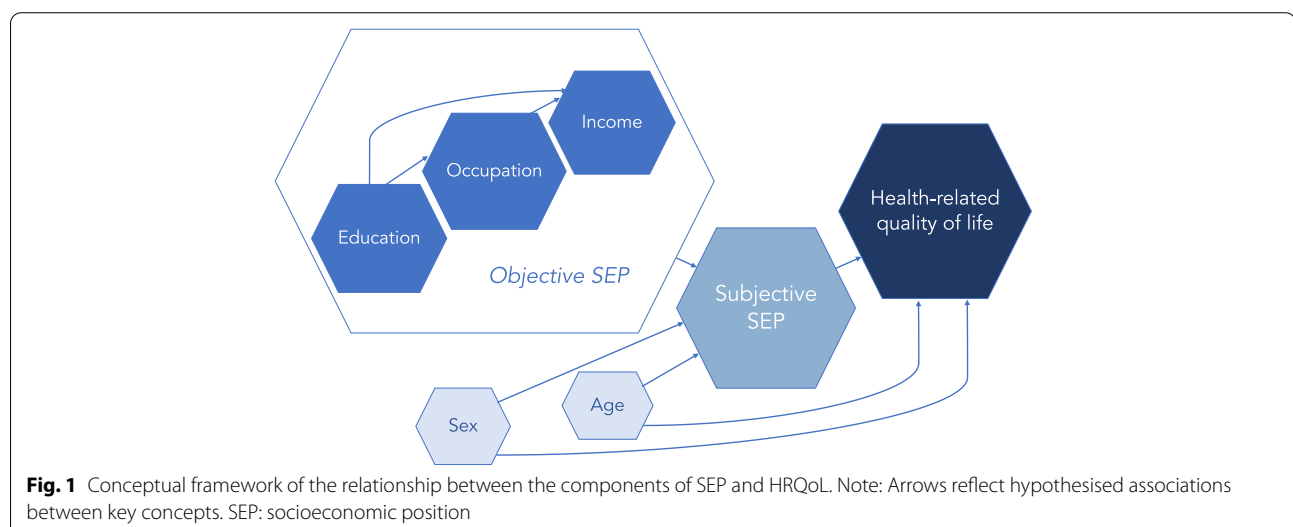 Income
Occupation
Education
Objective SEP
Health-related
quality of life
Subjective
SEP
Age
Sex
Fig. 1 Conceptual framework of the relationship between the components of SEP and HRQoL. Note: Arrows reflect hypothesised associations
between key concepts. SEP: socioeconomic position